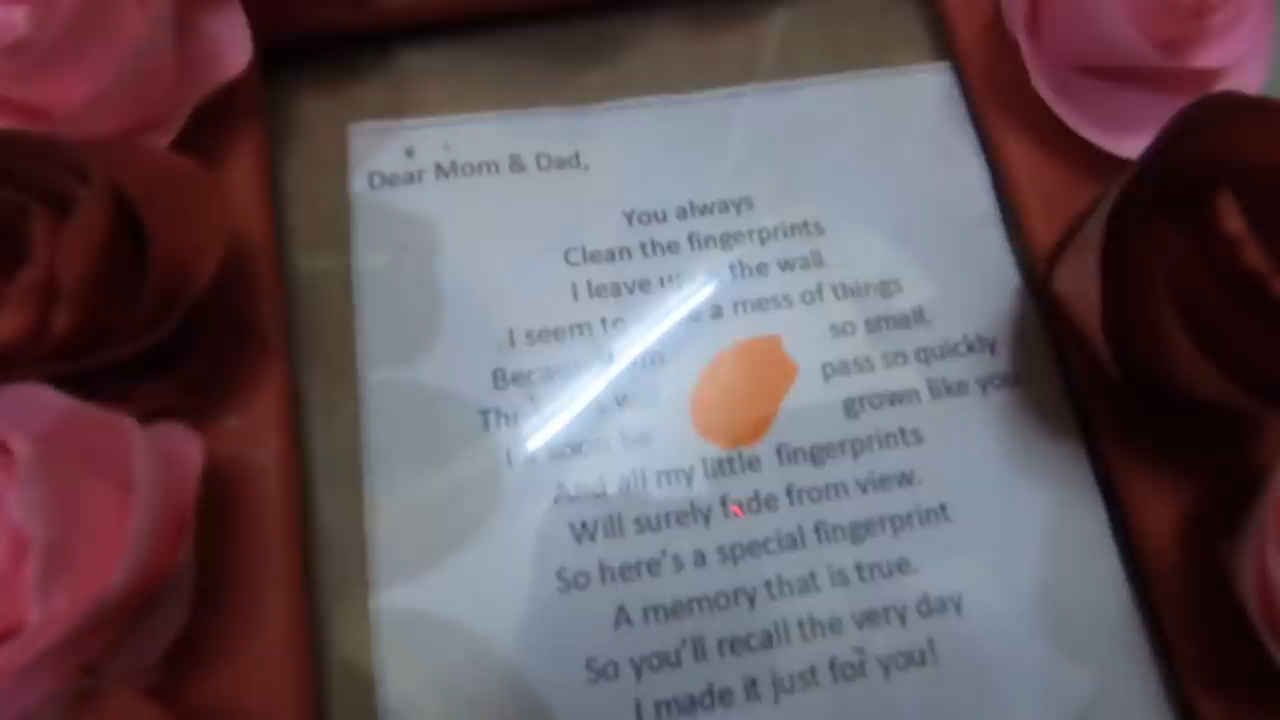 Dear Mom & Dad,
You always
Clean the fingerprints
I leave the wall.
I seem to a mess of things
so small.
pass so quickly
grown like you
And all my little fingerprints
Will surely fade from view.
So here's a special fingerprint
A memory that is true.
So you'll recall the very day
I made it just for you!